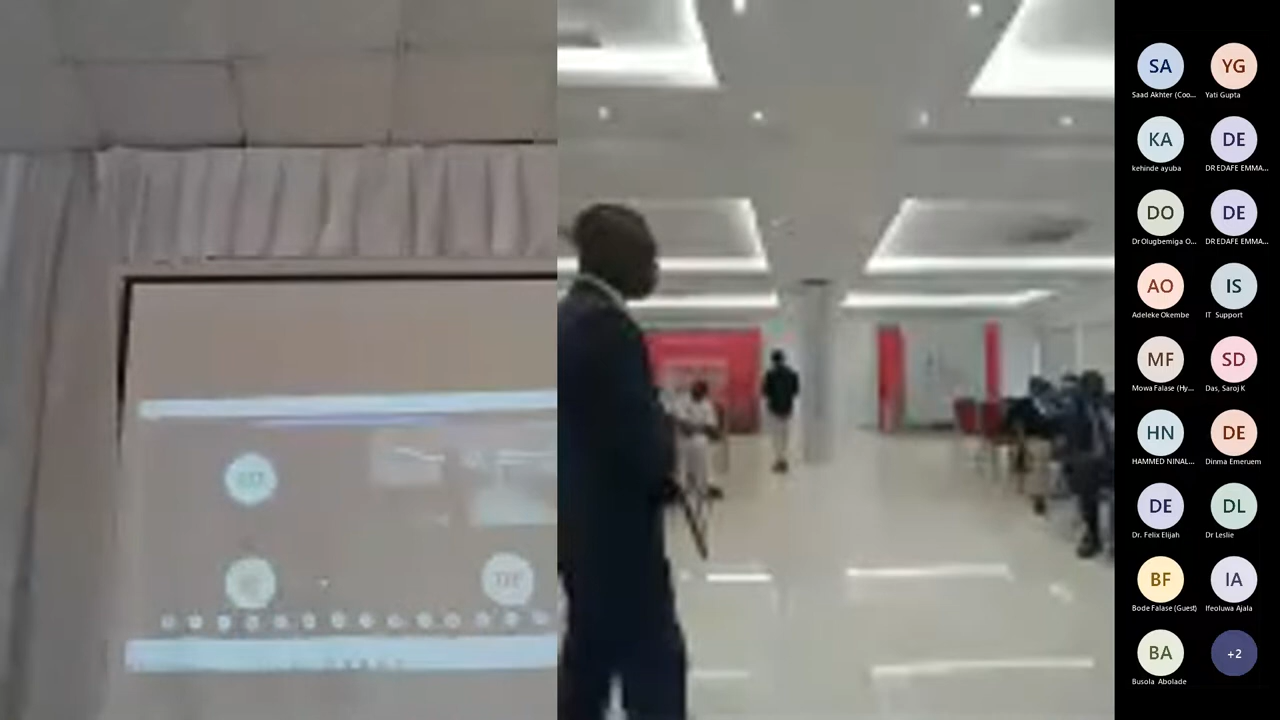 SA
YG
Saad Akhter (Coo...
Yati Gupta
KA
DE
kehinde ayuba
DR EDAFE EMMA...
DO
DE
Dr Olugbemiga O...
DR EDAFE EMMA...
AO
IS
Adeleke Okembe
IT Support
MF
SD
Mowa Falase (Hy...
Das, Saroj K
HN
DE
HAMMED NINAL...
Dinma Emeruem
DE
DL
Dr. Felix Elijah
Dr Leslie
BF
IA
Bode Falase (Guest)
Ifeoluwa Ajala
BA
+2
Busola Abolade